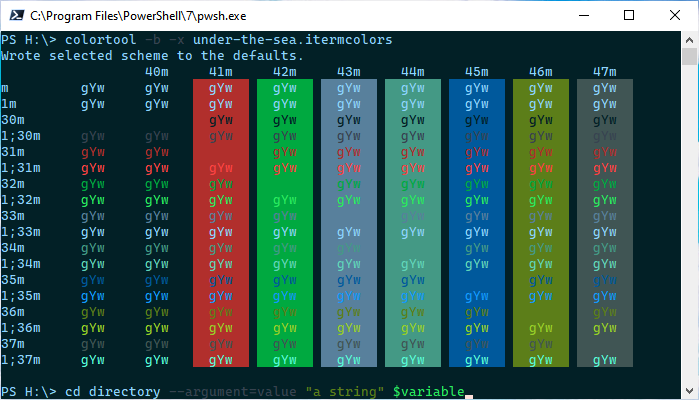 C:\Program Files\PowerShell\7\pwsh.exe
PS H:\> colortool -b -x under-the-sea.itermcolors
Wrote selected scheme to the defaults.
40m 41m 42m 43m 44m 45m 46m 47m
m gYw gYw gYw gYw gYw gYw gYw gYw gYw
1m gYw gYw gYw gYw gYw gYw gYw gYw gYw
30m gYw gYw gYw gYw gYw gYw gYw
1;30m gYw gYw gYw gYw gYw gYw gYw gYw gYw
31m gYw gYw gYw gYw gYw gYw gYw gYw
1;31m gYw gYw gYw gYw gYw gYw gYw gYw gYw
32m gYw gYw gYw gYw gYw gYw gYw gYw
1;32m gYw gYw gYw gYw gYw gYw gYw gYw gYw
33m gYw gYw gYw gYw gYw gYw gYw gYw
1;33m gYw gYw gYw gYw gYw gYw gYw gYw gYw
34m gYw gYw gYw gYw gYw gYw gYw gYw
1;34m gYw gYw gYw gYw gYw gYw gYw gYw gYw
35m gYw gYw gYw gYw gYw gYw gYw gYw
1;35m gYw gYw gYw gYw gYw gYw gYw gYw gYw
36m gYw gYw gYw gYw gYw gYw gYw gYw
1;36m gYw gYw gYw gYw gYw gYw gYw gYw gYw
37m gYw gYw gYw gYw gYw gYw gYw gYw
1;37m gYw gYw gYw gYw gYw gYw gYw gYw gYw
PS H:\> cd directory --argument=value "a string" $variable